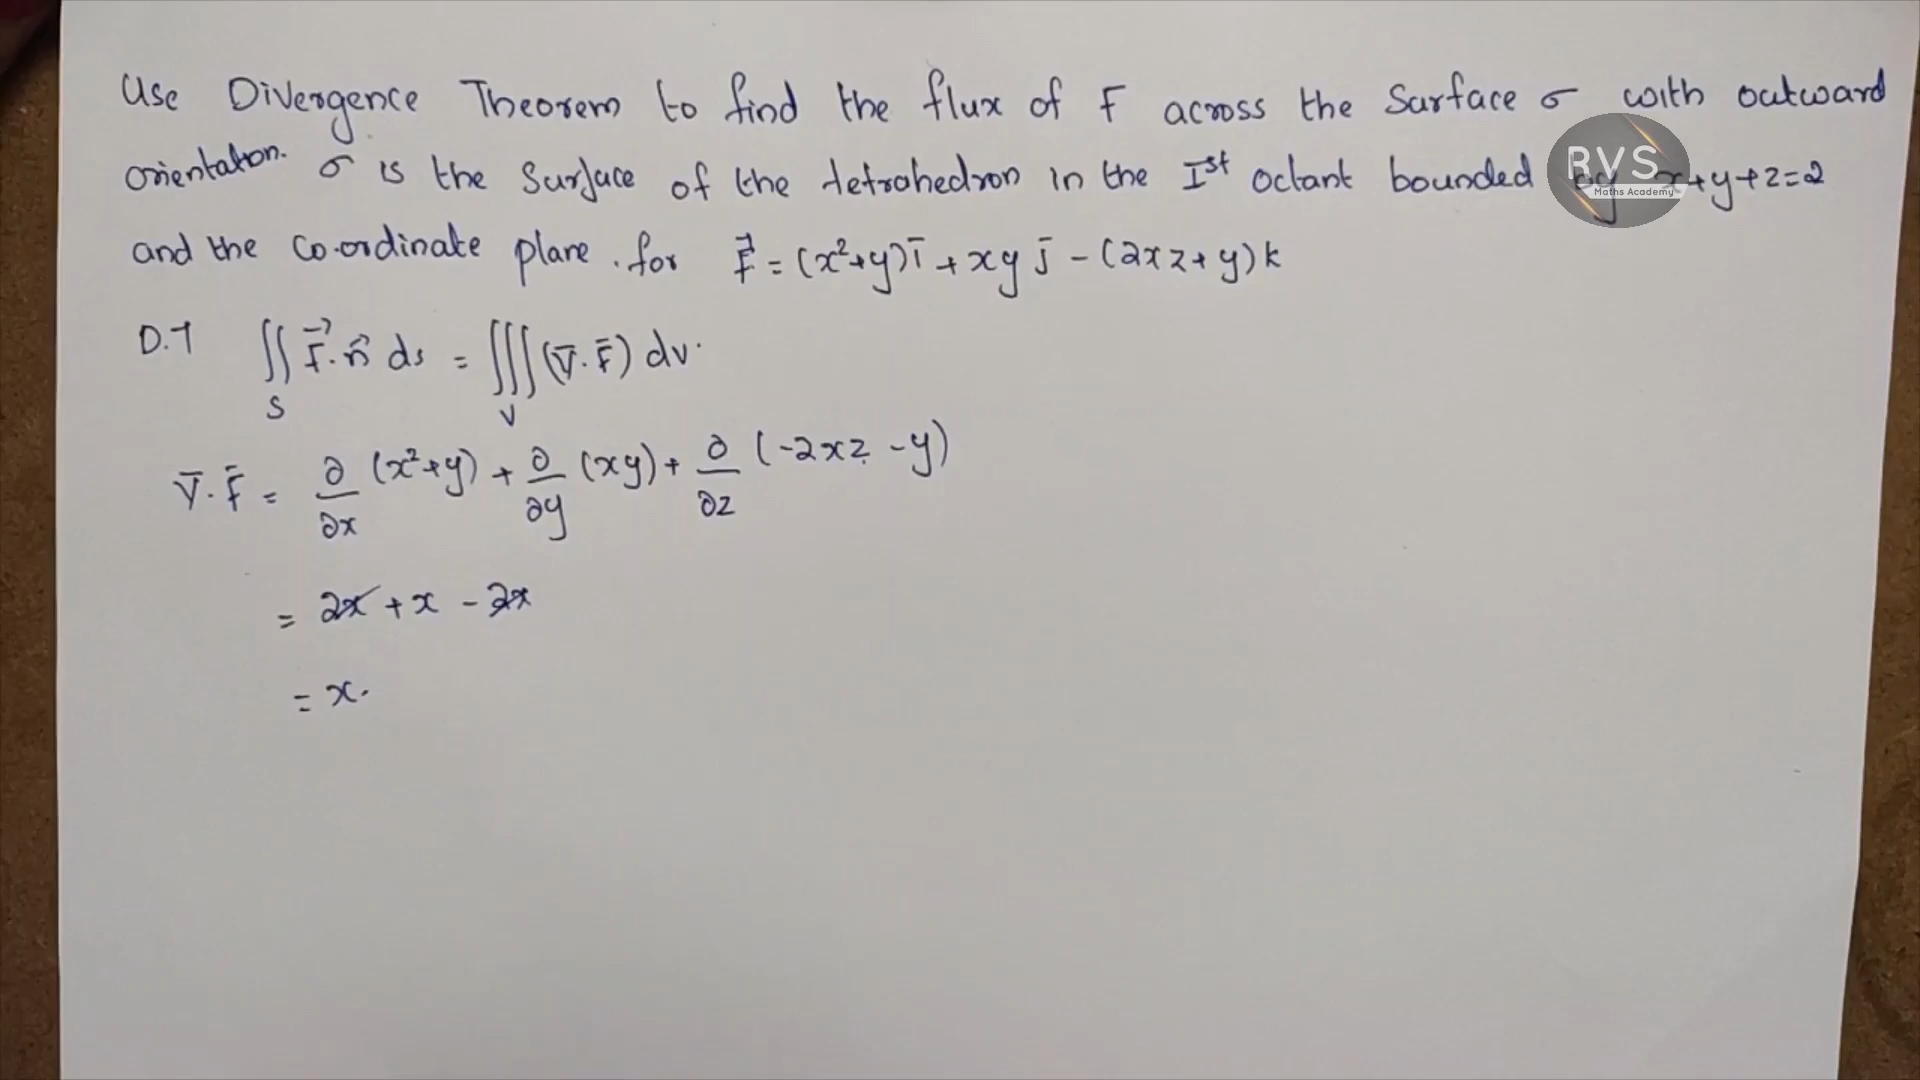 Use Divergence Theorem to find the flux of F across the Surface σ with outward
orientation. σ is the Surface of the tetrahedron in the Ist octant bounded x+y+z=2
RVS
Maths Academy
and the co-ordinate plane. for F⃗ = (x²+y)i̅ + xy j̅ - (2xz+y)k
D.T ∬_S F⃗.n⃗ ds = ∭_V (∇̅.F̅) dv.
∇̅.F̅ = ∂/∂x (x²+y) + ∂/∂y (xy) + ∂/∂z (-2xz -y)
= 2x + x - 2x
= x.